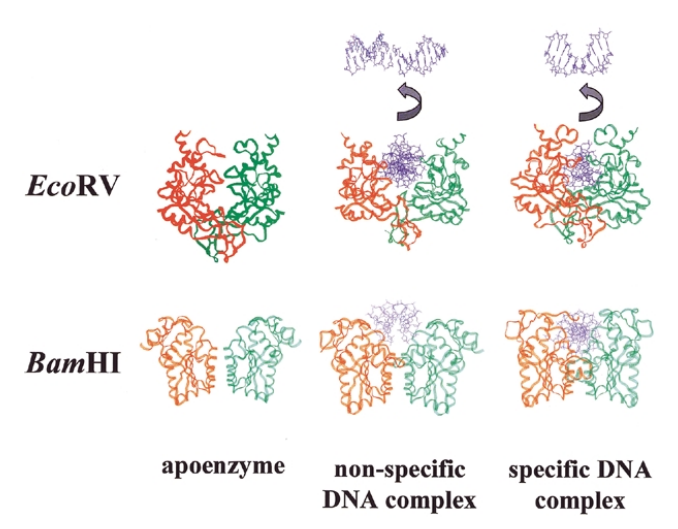 EcoRV
BamHI
apoenzyme
non-specific
DNA complex
specific DNA
complex